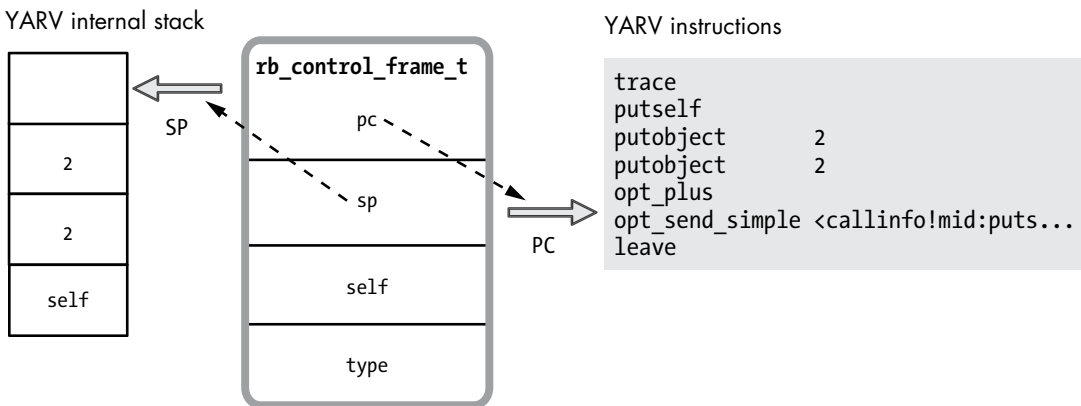 YARV internal stack
2
2
self
SP
rb_control_frame_t
pc
sp
self
type
PC
YARV instructions
trace
putself
putobject 2
putobject 2
opt_plus
opt_send_simple <callinfo!mid:puts...
leave